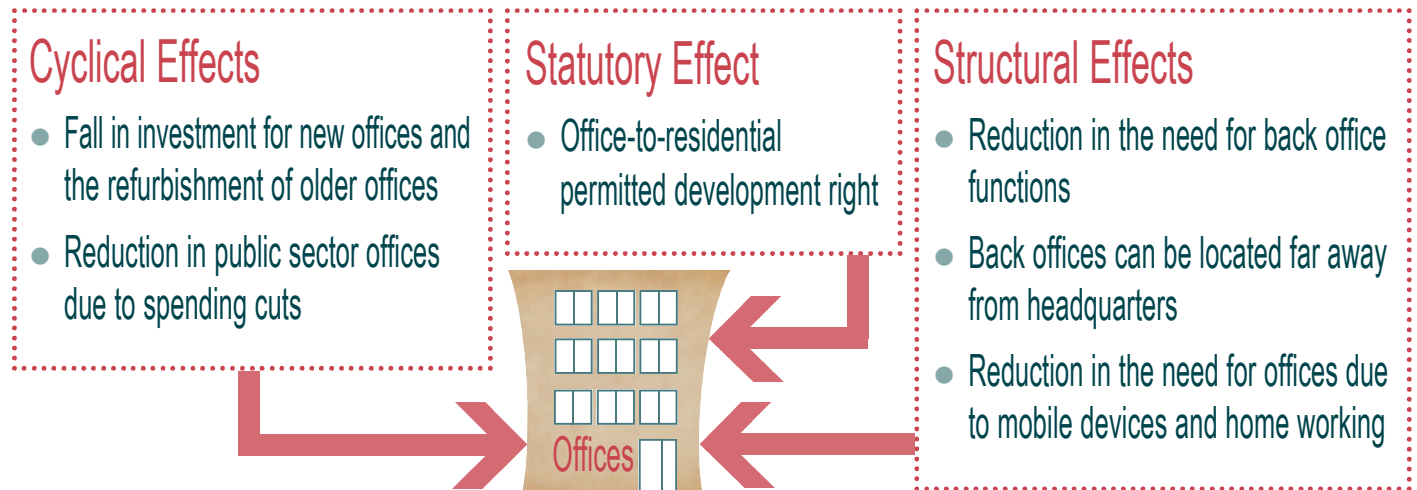 Cyclical Effects
● Fall in investment for new offices and
the refurbishment of older offices
● Reduction in public sector offices
due to spending cuts
Statutory Effect
● Office-to-residential
permitted development right
Structural Effects
● Reduction in the need for back office
functions
● Back offices can be located far away
from headquarters
● Reduction in the need for offices due
to mobile devices and home working
Offices